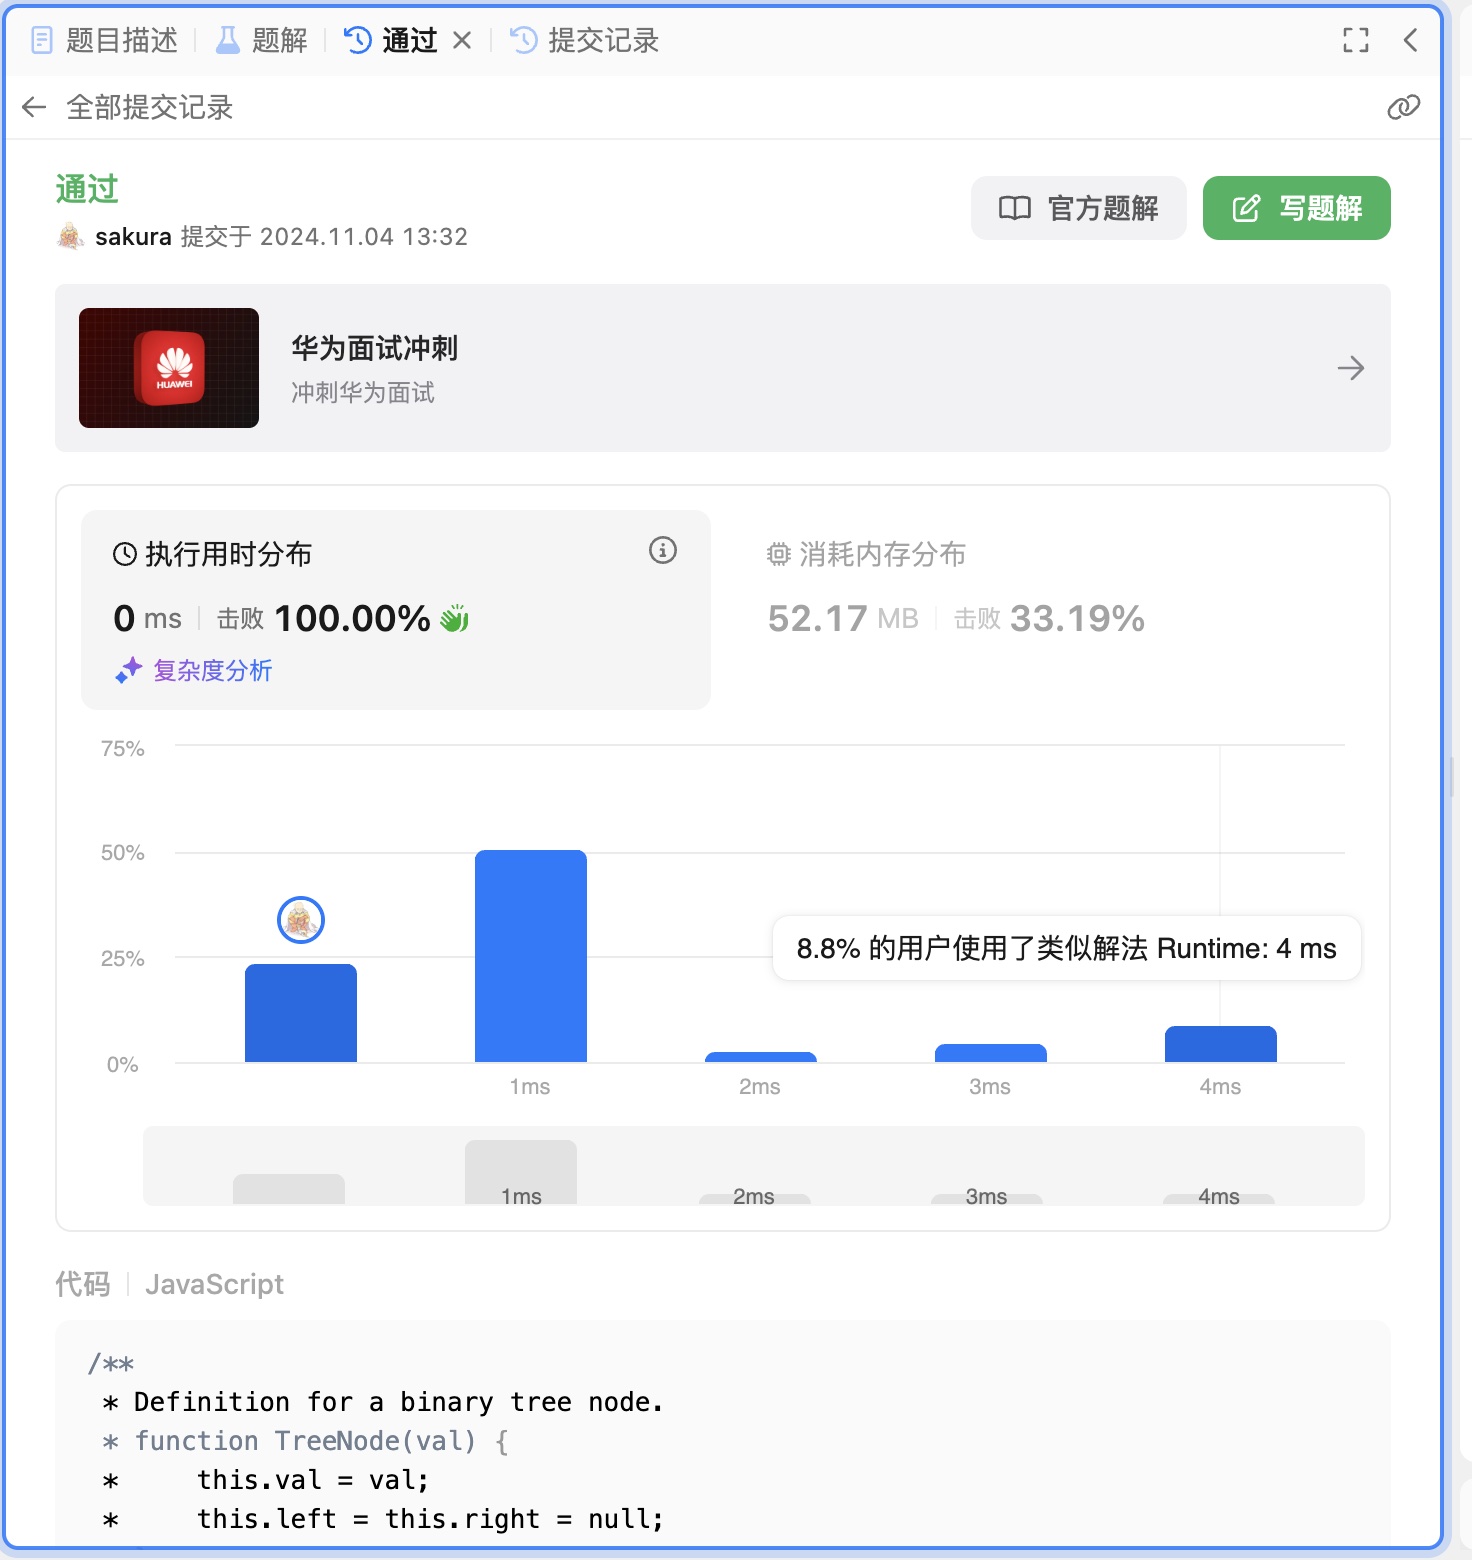 题目描述 题解 通过 提交记录
全部提交记录
通过
sakura 提交于 2024.11.04 13:32
官方题解 写题解
HUAWEI
华为面试冲刺
冲刺华为面试
执行用时分布
0 ms 击败 100.00%
复杂度分析
消耗内存分布
52.17 MB 击败 33.19%
75%
50%
25%
0%
8.8% 的用户使用了类似解法 Runtime: 4 ms
1ms 2ms 3ms 4ms
1ms 2ms 3ms 4ms
代码 JavaScript
/**
 * Definition for a binary tree node.
 * function TreeNode(val) {
 *     this.val = val;
 *     this.left = this.right = null;